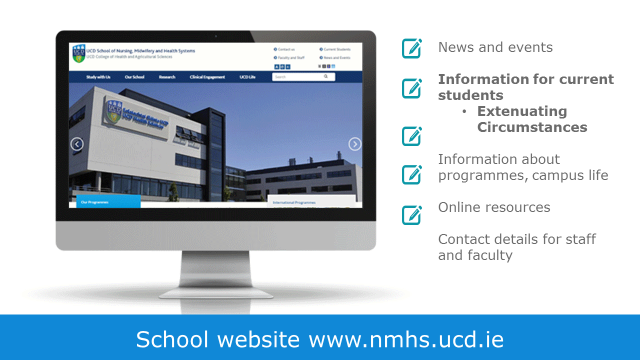 UCD School of Nursing, Midwifery and Health Systems
UCD College of Health and Agricultural Sciences
Contact us
Current Students
Faculty and Staff
News and Events
Study with Us
Our School
Research
Clinical Engagement
UCD Life
Search
Our Programmes
International Programmes
News and events
Information for current
students
• Extenuating
Circumstances
Information about
programmes, campus life
Online resources
Contact details for staff
and faculty
School website www.nmhs.ucd.ie